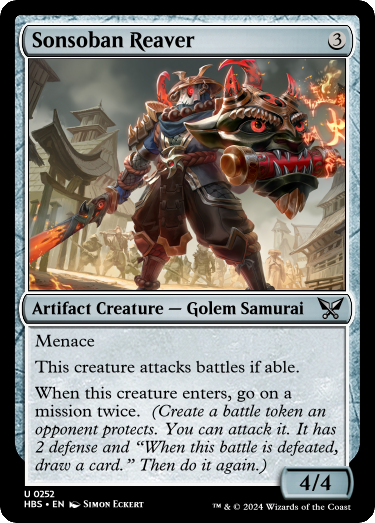 Sonsoban Reaver 3
Artifact Creature — Golem Samurai
Menace
This creature attacks battles if able.
When this creature enters, go on a
mission twice. (Create a battle token an
opponent protects. You can attack it. It has
2 defense and “When this battle is defeated,
draw a card.” Then do it again.)
4/4
U 0252
HBS • EN Simon Eckert
™ & © 2024 Wizards of the Coast